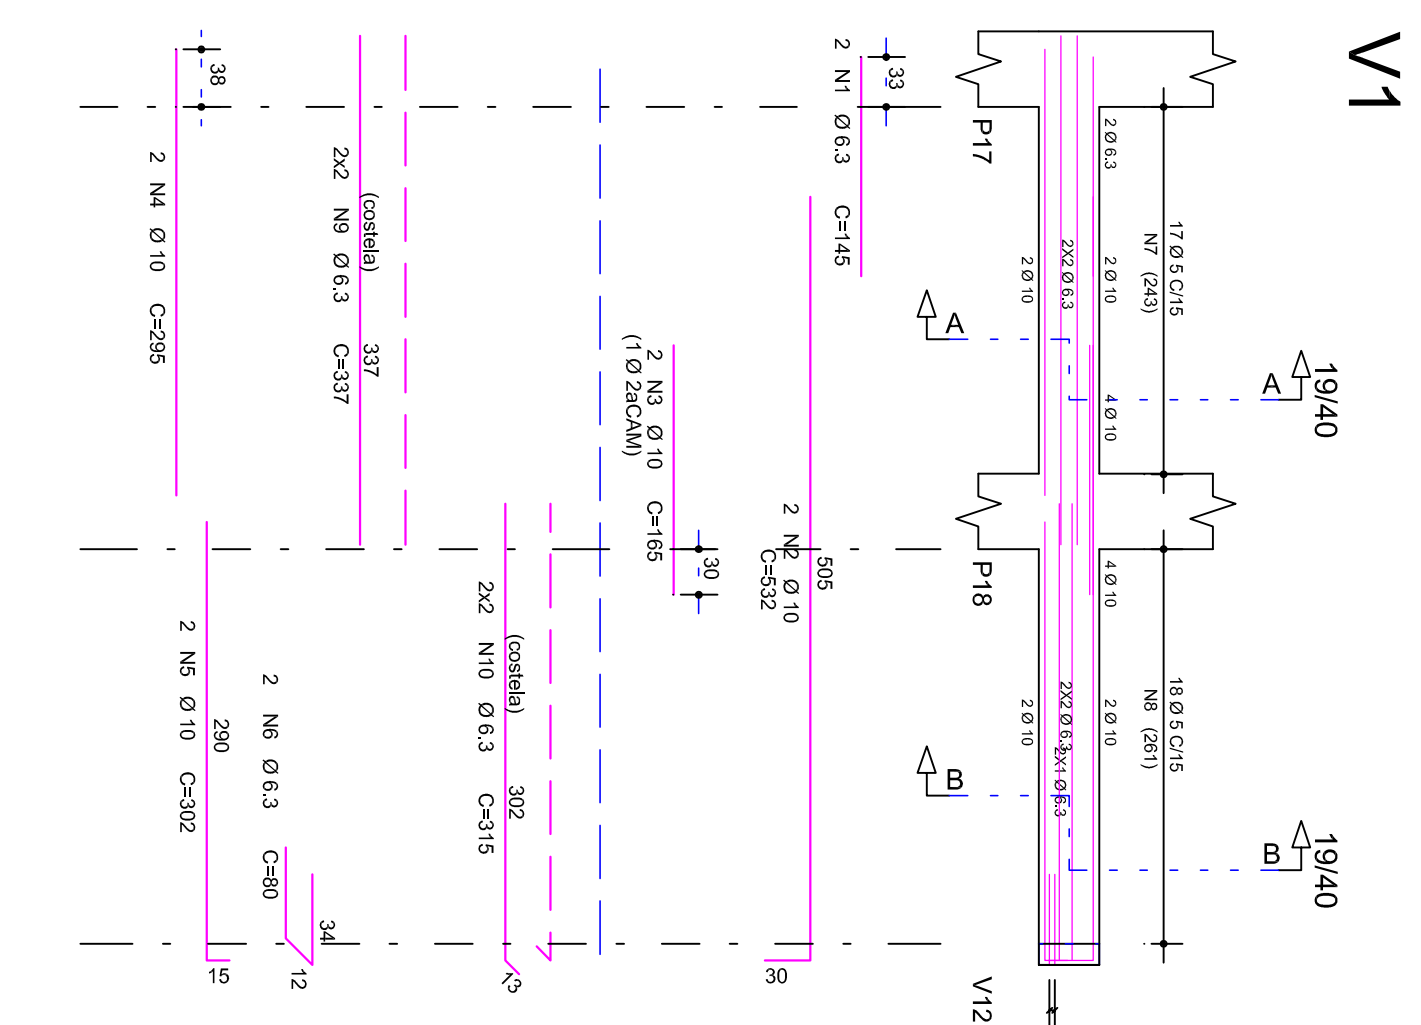 V1
19/40
19/40
A
B
17 Ø 5 C/15
N7 (243)
18 Ø 5 C/15
N8 (261)
2 Ø 6.3
2 Ø 10
4 Ø 10
4 Ø 10
2 Ø 10
2X2 Ø 6.3
2X2 Ø 6.3
2X1 Ø 6.3
2 Ø 10
2 Ø 10
P17
A
P18
B
V12
33
2 N1 Ø 6.3 C=145
505
2 N2 Ø 10
C=532
30
30
2 N3 Ø 10 C=165
(1 Ø 2aCAM)
(costela)
302
2x2 N10 Ø 6.3 C=315
13
(costela)
337
2x2 N9 Ø 6.3 C=337
34
2 N6 Ø 6.3 C=80
12
290
2 N5 Ø 10 C=302
15
38
2 N4 Ø 10 C=295